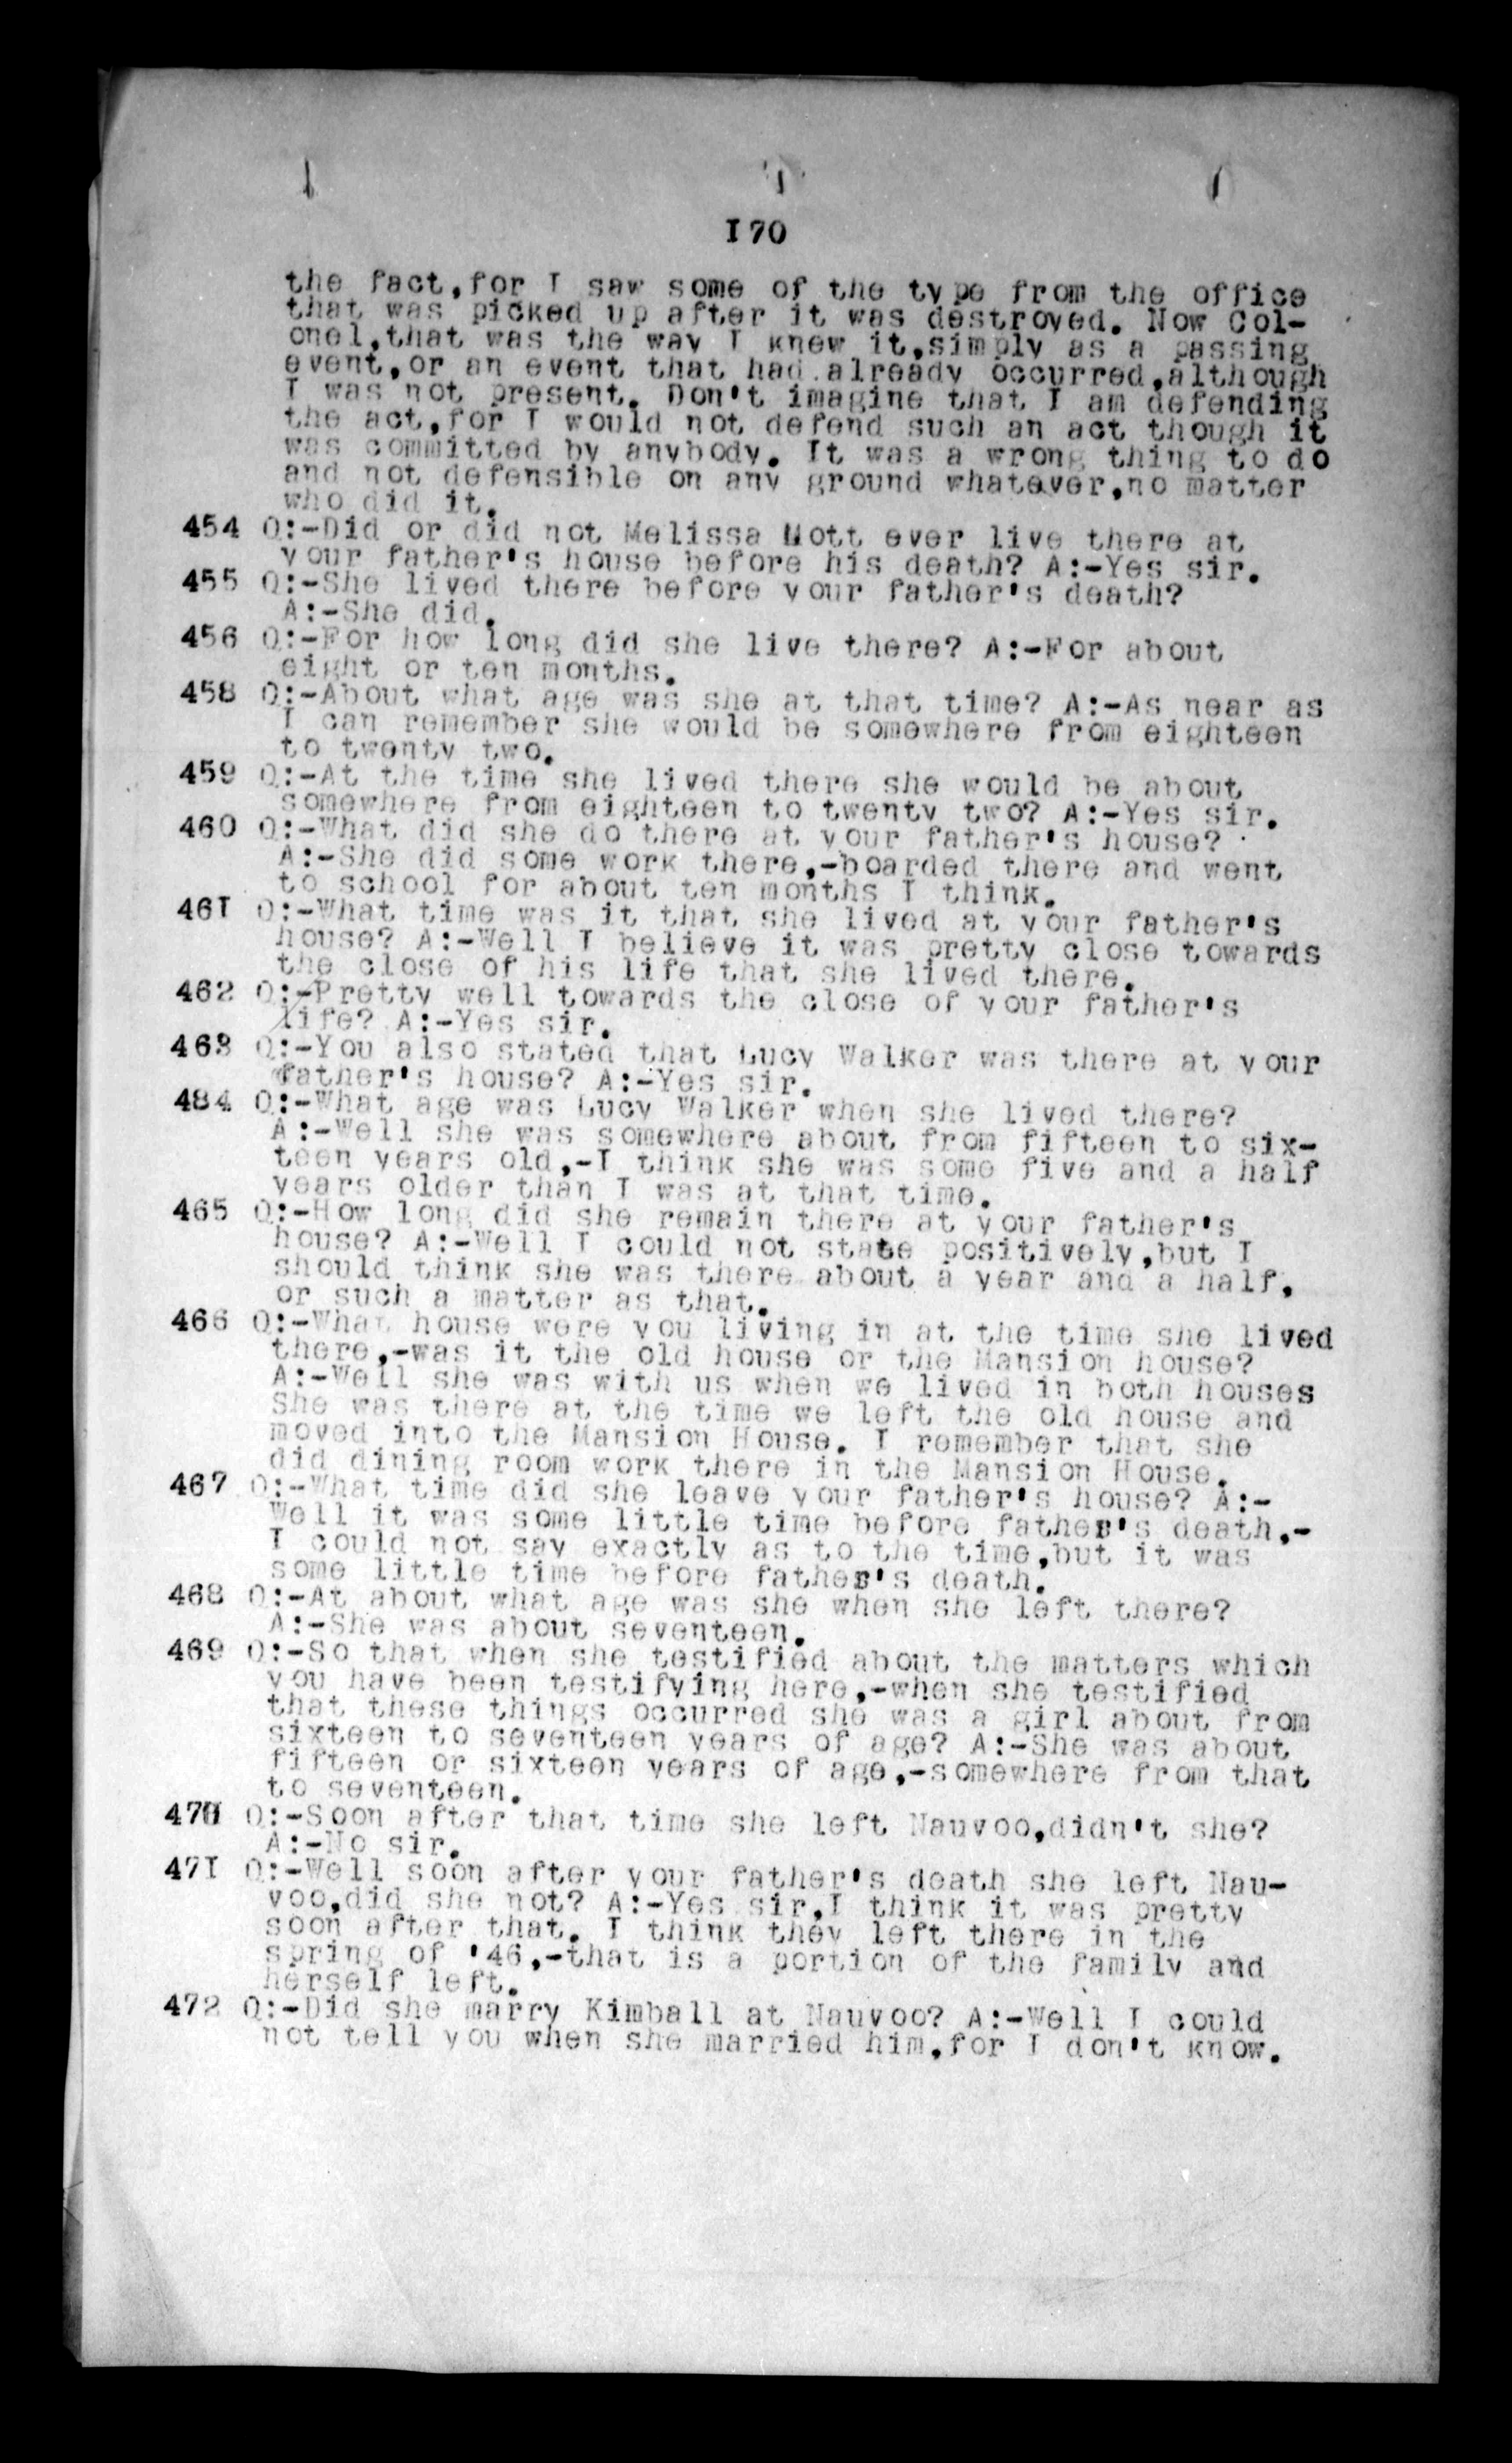 170
the fact,for I saw some of the type from the office
that was picked up after it was destroyed. Now Col-
onel,that was the way I knew it,simply as a passing
event,or an event that had already occurred,although
I was not present. Don't imagine that I am defending
the act,for I would not defend such an act though it
was committed by anybody. It was a wrong thing to do
and not defensible on any ground whatever,no matter
who did it.
454 Q:-Did or did not Melissa Lott ever live there at
your father's house before his death? A:-Yes sir.
455 Q:-She lived there before your father's death?
A:-She did.
456 Q:-For how long did she live there? A:-For about
eight or ten months.
458 Q:-About what age was she at that time? A:-As near as
I can remember she would be somewhere from eighteen
to twenty two.
459 Q:-At the time she lived there she would be about
somewhere from eighteen to twenty two? A:-Yes sir.
460 Q:-What did she do there at your father's house?
A:-She did some work there,-boarded there and went
to school for about ten months I think.
461 Q:-What time was it that she lived at your father's
house? A:-Well I believe it was pretty close towards
the close of his life that she lived there.
462 Q:-Pretty well towards the close of your father's
life? A:-Yes sir.
463 Q:-You also stated that Lucy Walker was there at your
father's house? A:-Yes sir.
484 Q:-What age was Lucy Walker when she lived there?
A:-Well she was somewhere about from fifteen to six-
teen years old,-I think she was some five and a half
years older than I was at that time.
465 Q:-How long did she remain there at your father's
house? A:-Well I could not state positively,but I
should think she was there about a year and a half,
or such a matter as that.
466 Q:-What house were you living in at the time she lived
there,-was it the old house or the Mansion house?
A:-Well she was with us when we lived in both houses
She was there at the time we left the old house and
moved into the Mansion House. I remember that she
did dining room work there in the Mansion House.
467 Q:-What time did she leave your father's house? A:-
Well it was some little time before father's death,-
I could not say exactly as to the time,but it was
some little time before father's death.
468 Q:-At about what age was she when she left there?
A:-She was about seventeen.
469 Q:-So that when she testified about the matters which
you have been testifying here,-when she testified
that these things occurred she was a girl about from
sixteen to seventeen years of age? A:-She was about
fifteen or sixteen years of age,-somewhere from that
to seventeen.
470 Q:-Soon after that time she left Nauvoo,didn't she?
A:-No sir.
471 Q:-Well soon after your father's death she left Nau-
voo,did she not? A:-Yes sir,I think it was pretty
soon after that. I think they left there in the
spring of '46,-that is a portion of the family and
herself left.
472 Q:-Did she marry Kimball at Nauvoo? A:-Well I could
not tell you when she married him,for I don't know.